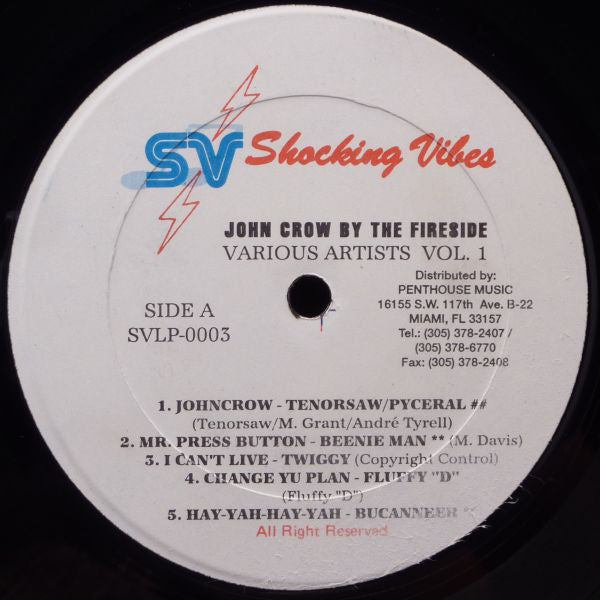 SV Shocking Vibes
JOHN CROW BY THE FIRESIDE
VARIOUS ARTISTS VOL. 1
SIDE A
SVLP-0003
Distributed by:
PENTHOUSE MUSIC
16155 S.W. 117th Ave. B-22
MIAMI, FL 33157
Tel.: (305) 378-2407 /
(305) 378-6770
Fax: (305) 378-2408
1. JOHNCROW - TENORSAW/PYCERAL ##
(Tenorsaw/M. Grant/André Tyrell)
2. MR. PRESS BUTTON - BEENIE MAN ** (M. Davis)
3. I CAN'T LIVE - TWIGGY (Copyright Control)
4. CHANGE YU PLAN - FLUFFY "D"
(Fluffy "D")
5. HAY-YAH-HAY-YAH - BUCANNEER
All Right Reserved